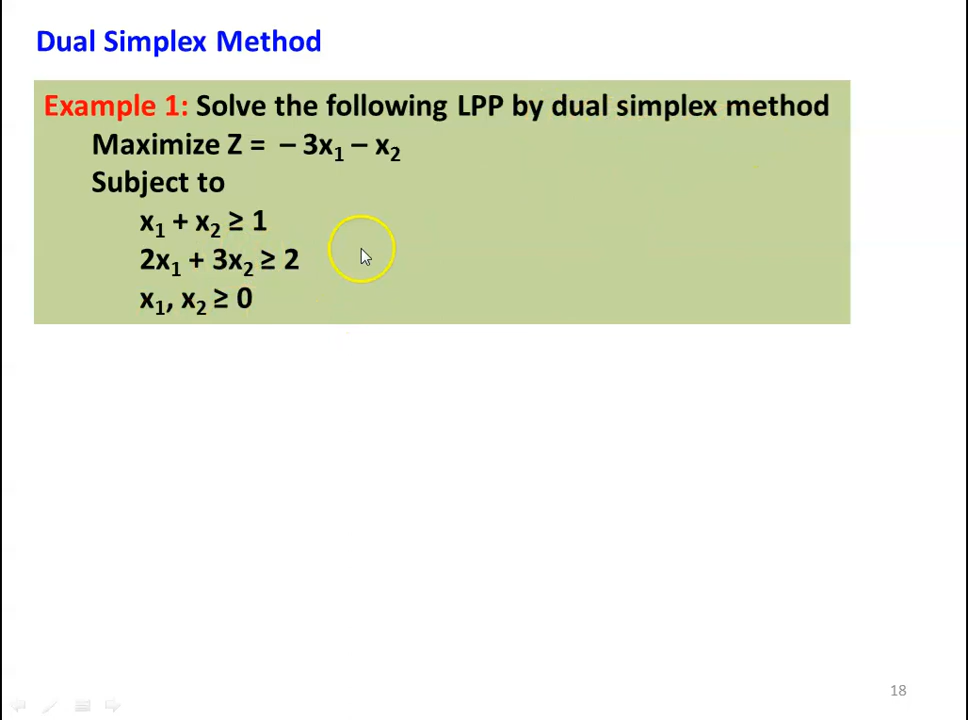 Dual Simplex Method
Example 1: Solve the following LPP by dual simplex method
Maximize Z = – 3x₁ – x₂
Subject to
x₁ + x₂ ≥ 1
2x₁ + 3x₂ ≥ 2
x₁, x₂ ≥ 0
18